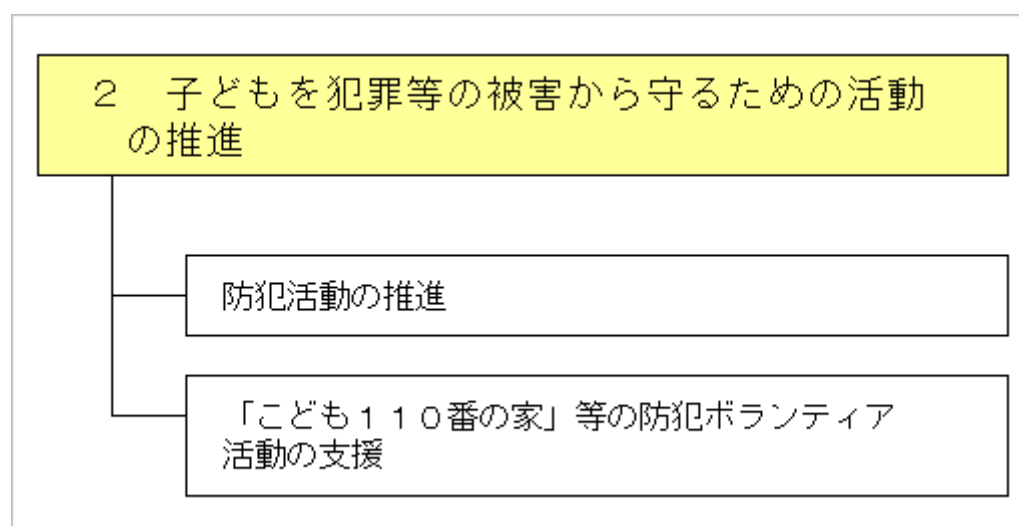 ２　子どもを犯罪等の被害から守るための活動
の推進
防犯活動の推進
「こども１１０番の家」等の防犯ボランティア
活動の支援